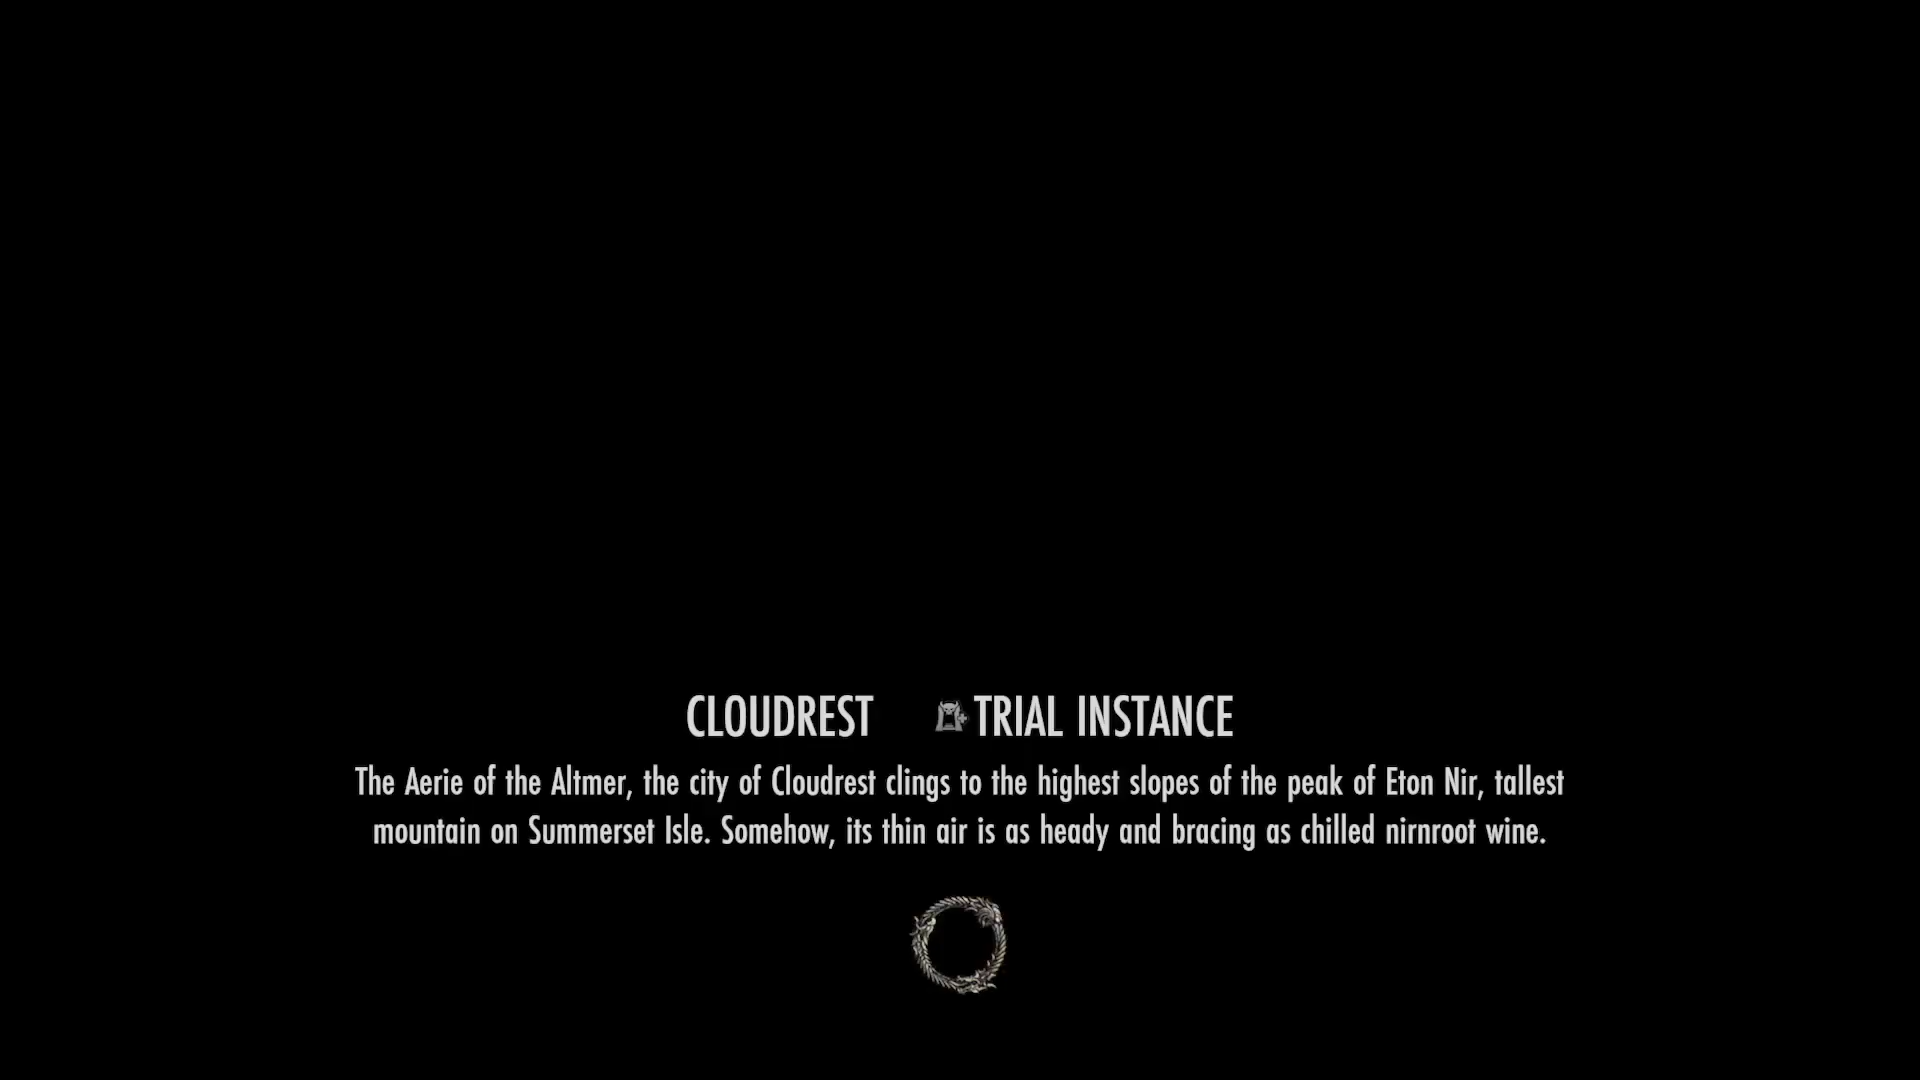 CLOUDREST TRIAL INSTANCE
The Aerie of the Altmer, the city of Cloudrest clings to the highest slopes of the peak of Eton Nir, tallest
mountain on Summerset Isle. Somehow, its thin air is as heady and bracing as chilled nirnroot wine.